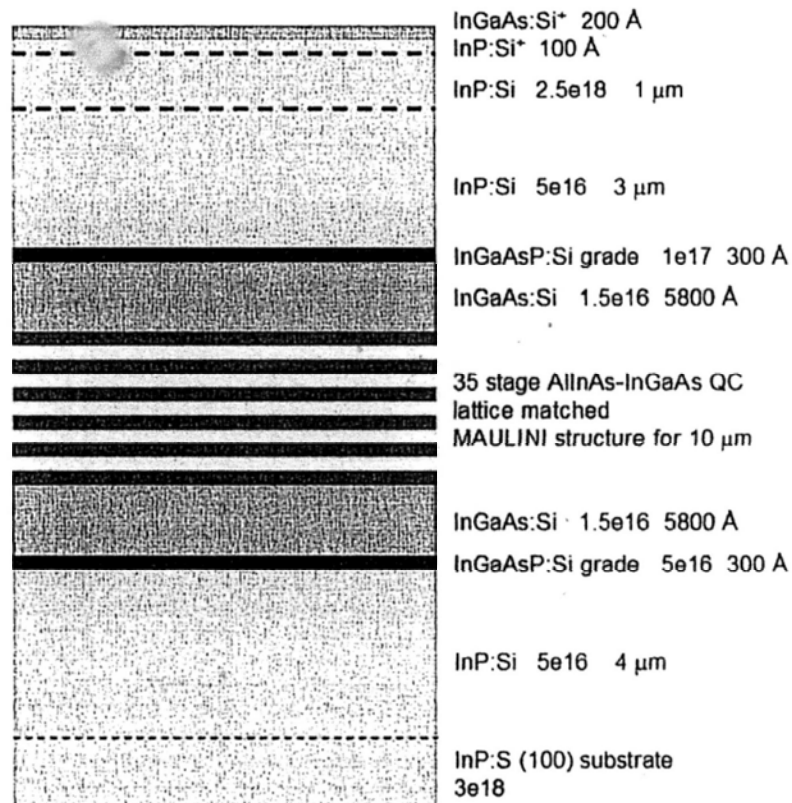 InGaAs:Si⁺ 200 Å
InP:Si⁺ 100 Å
InP:Si 2.5e18 1 μm
InP:Si 5e16 3 μm
InGaAsP:Si grade 1e17 300 Å
InGaAs:Si 1.5e16 5800 Å
35 stage AlInAs-InGaAs QC
lattice matched
MAULINI structure for 10 μm
InGaAs:Si 1.5e16 5800 Å
InGaAsP:Si grade 5e16 300 Å
InP:Si 5e16 4 μm
InP:S (100) substrate
3e18